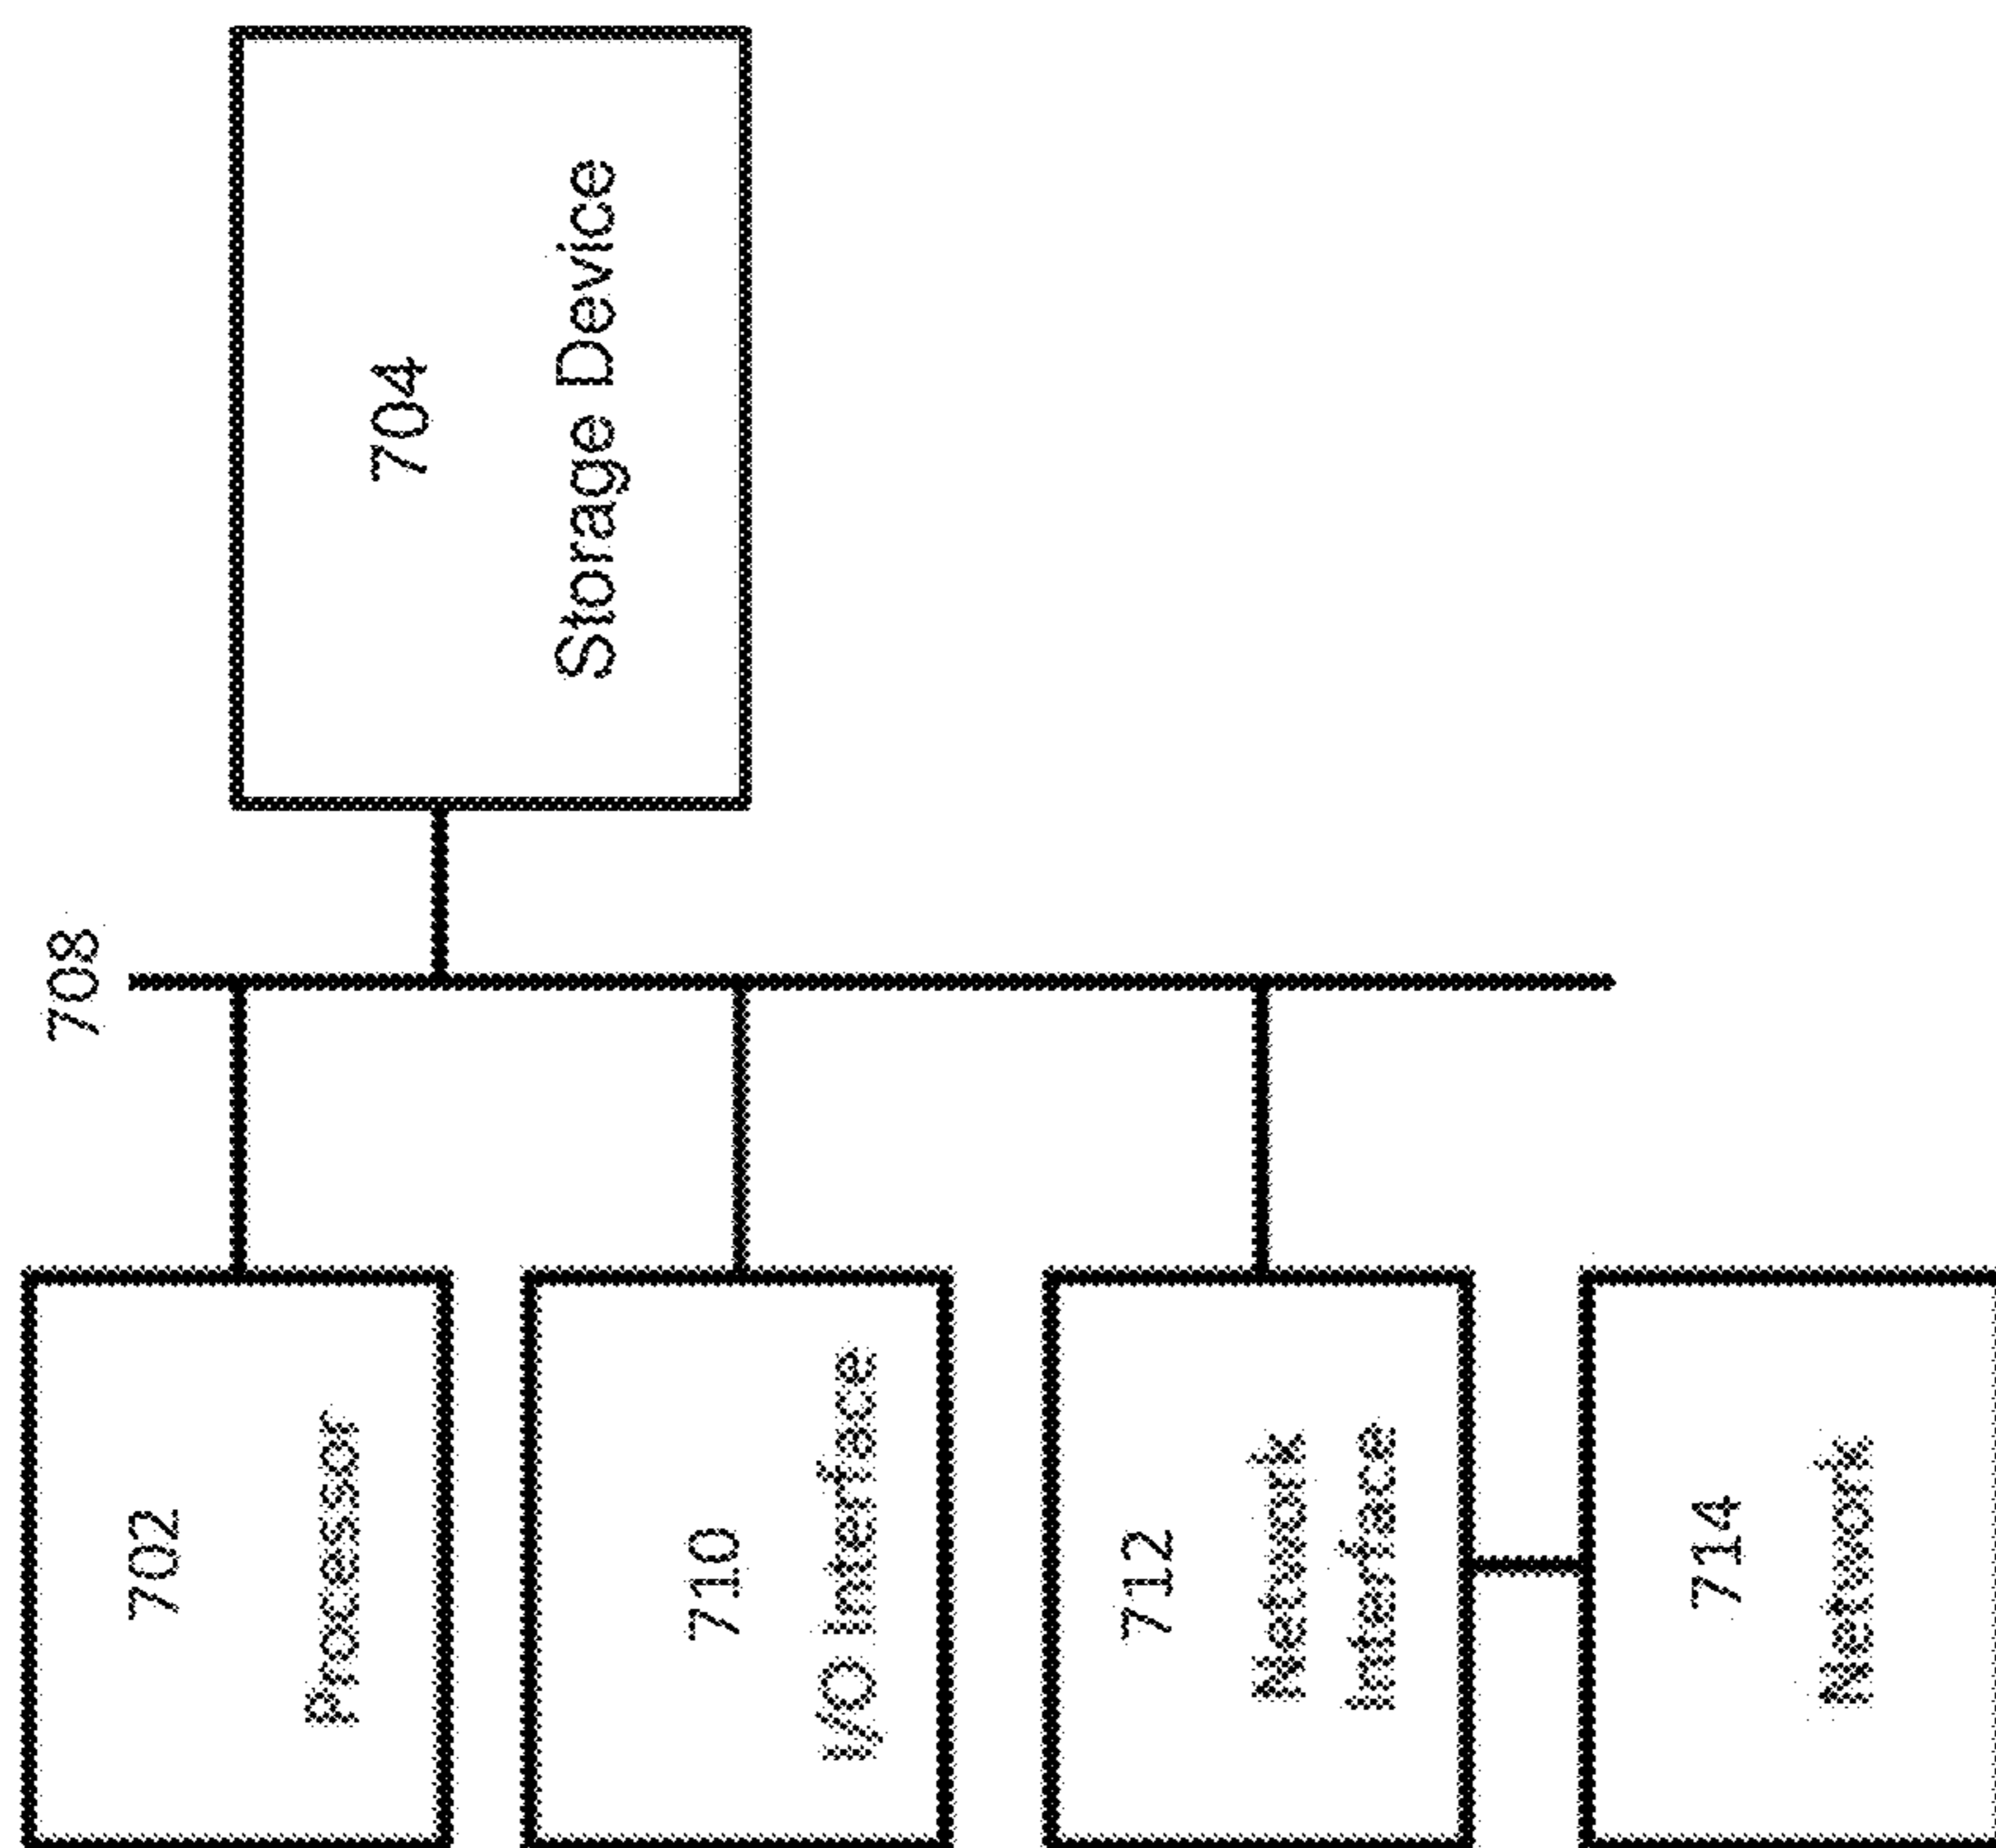 708
702
Processor
704
Storage Device
710
I/O Interface
712
Network
Interface
714
Network